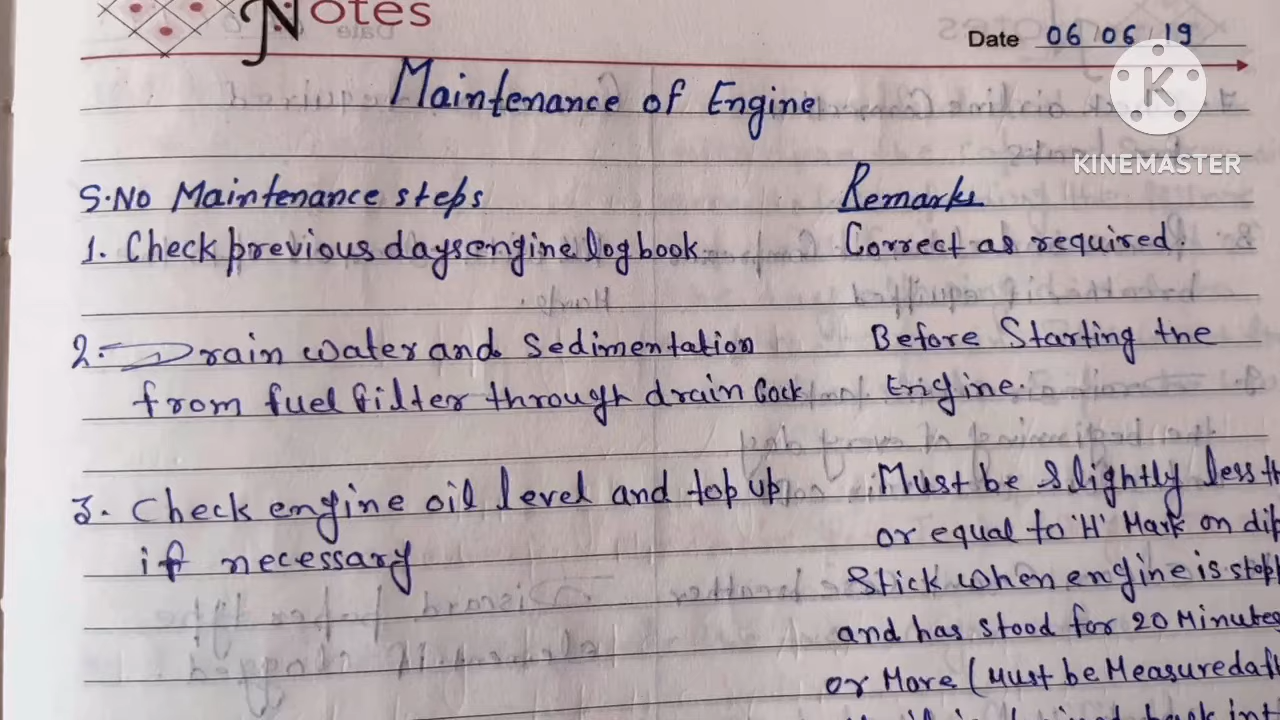 Notes
Date 06/06/19
KINEMASTER
Maintenance of Engine
S.No Maintenance steps Remarks
1. Check previous days engine logbook Correct as required.
2. Drain water and Sedimentation Before Starting the
from fuel filter through drain Cock Engine.
3. Check engine oil level and top up Must be slightly less
if necessary or equal to 'H' Mark on
Stick when engine is
and has stood for 20 Minutes
or More (Must be Measured